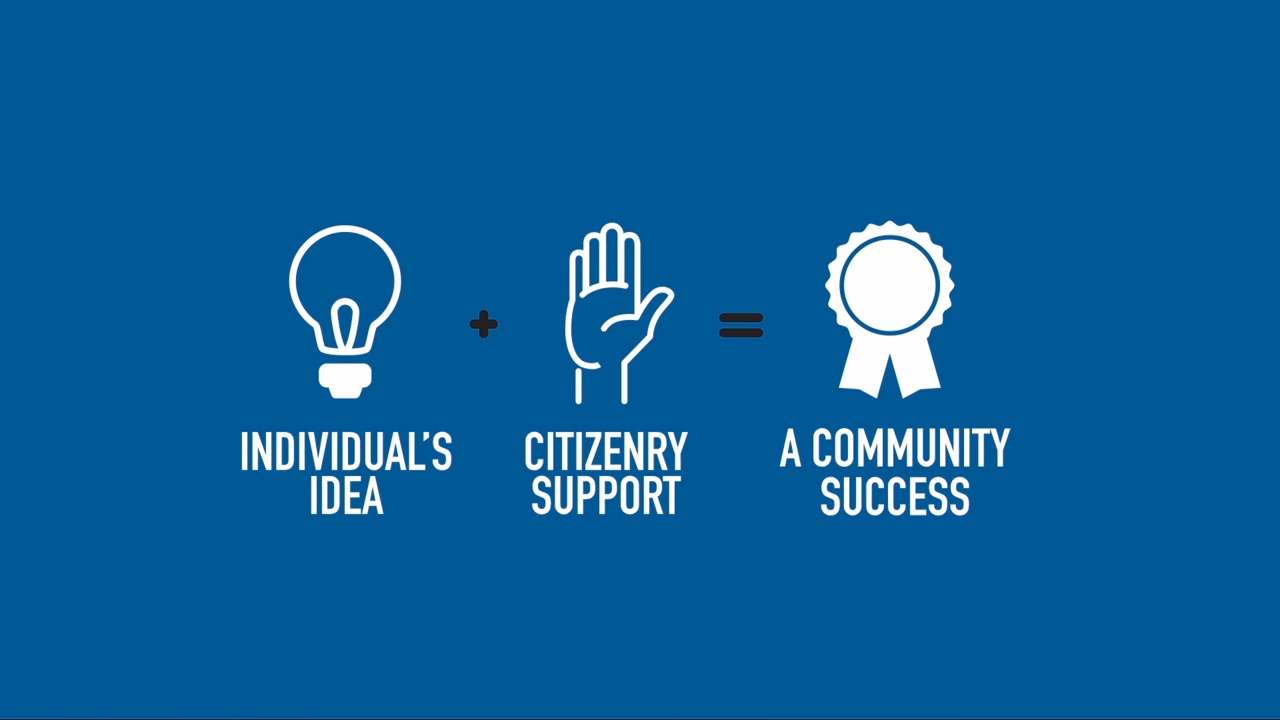 INDIVIDUAL’S
IDEA
+
CITIZENRY
SUPPORT
=
A COMMUNITY
SUCCESS